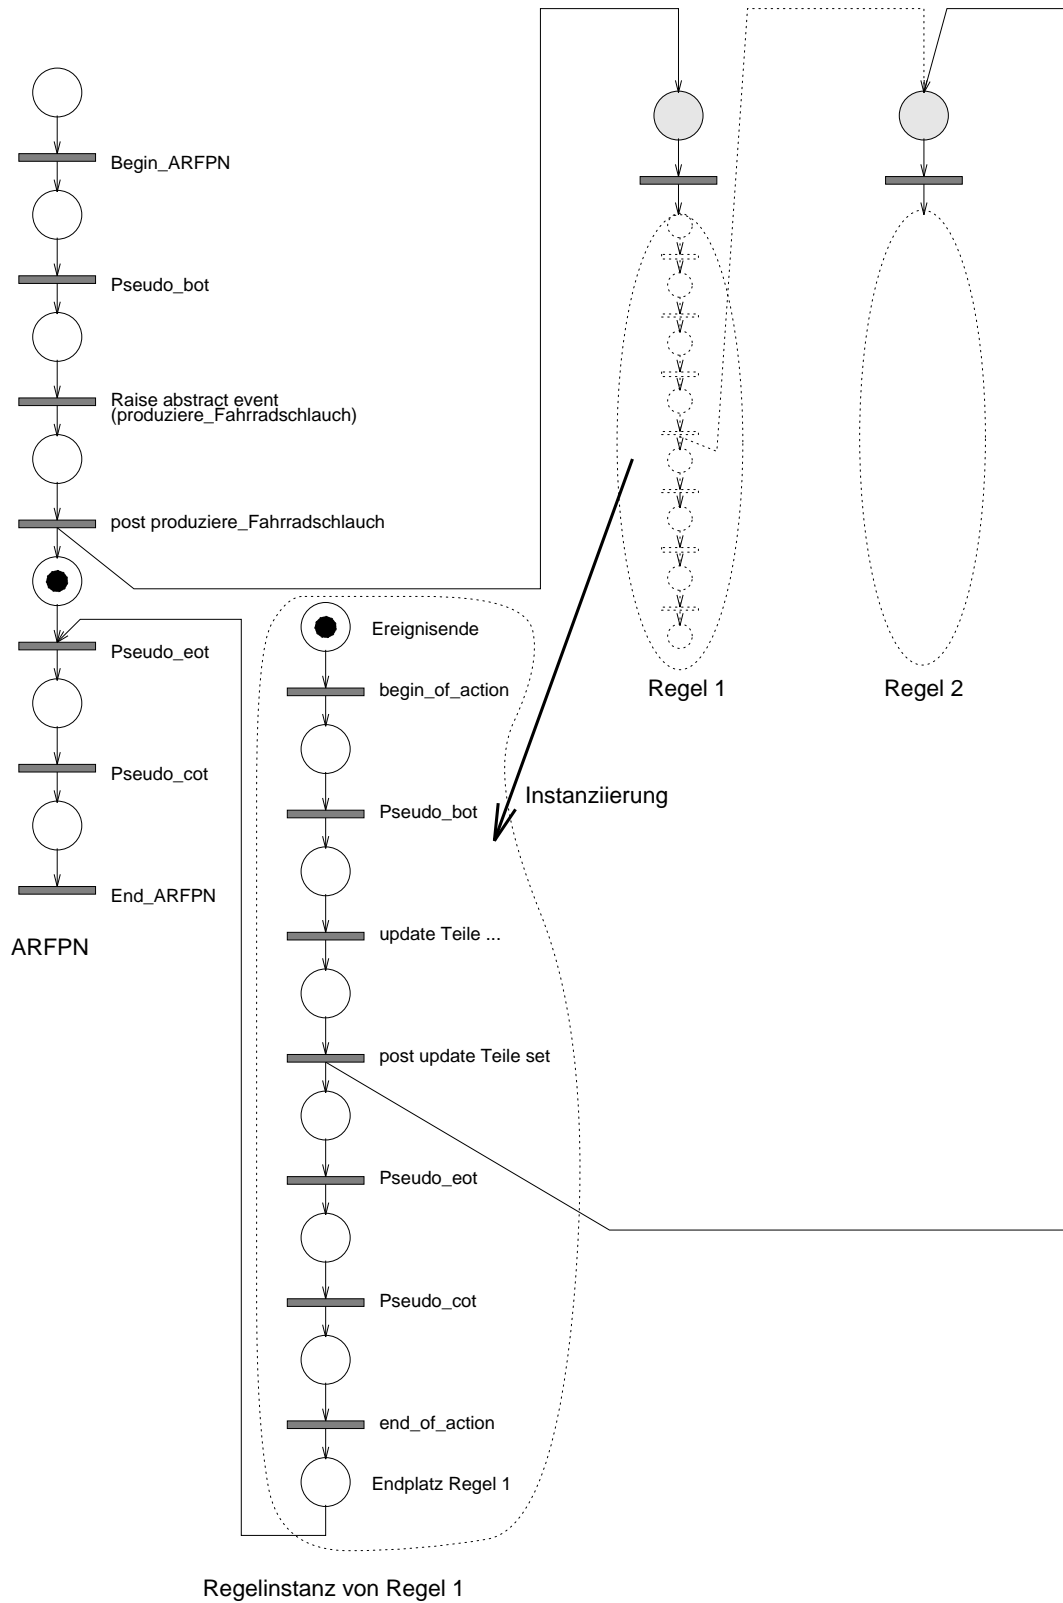 Begin_ARFPN
Pseudo_bot
Raise abstract event
(produziere_Fahrradschlauch)
post produziere_Fahrradschlauch
Pseudo_eot
Pseudo_cot
End_ARFPN
ARFPN
Ereignisende
begin_of_action
Pseudo_bot
update Teile ...
post update Teile set
Pseudo_eot
Pseudo_cot
end_of_action
Endplatz Regel 1
Regelinstanz von Regel 1
Instanziierung
Regel 1
Regel 2